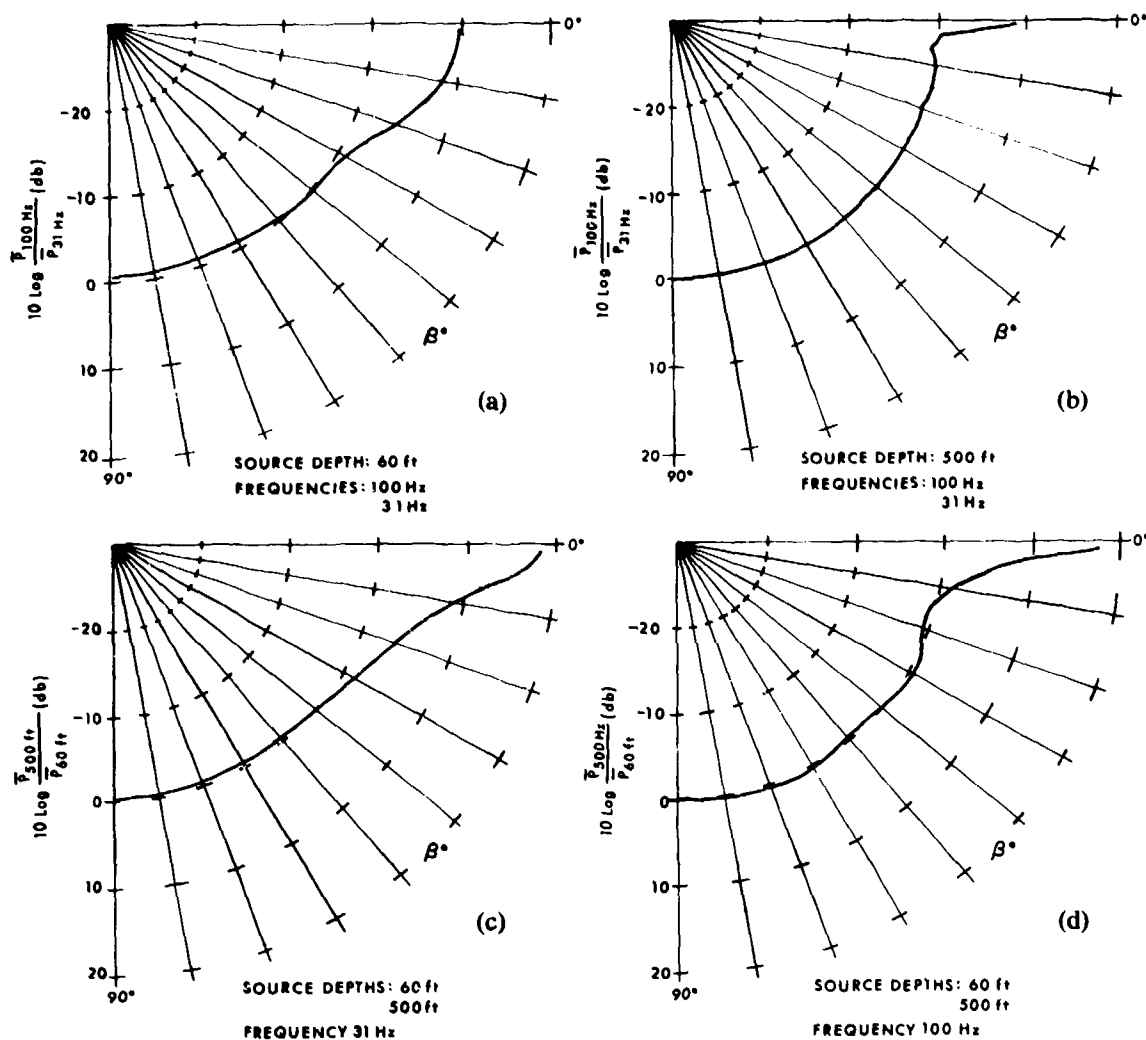 0°
-20
-10
0
10
20
90°
10 Log P̅100 Hz / P̅31 Hz (db)
β°
(a)
SOURCE DEPTH: 60 ft
FREQUENCIES: 100 Hz
31 Hz
0°
-20
-10
0
10
20
90°
10 Log P̅100Hz / P̅31 Hz (db)
β°
(b)
SOURCE DEPTH: 500 ft
FREQUENCIES: 100 Hz
31 Hz
0°
-20
-10
0
10
20
90°
10 Log P̅500 ft / P̅60 ft (db)
β°
(c)
SOURCE DEPTHS: 60 ft
500 ft
FREQUENCY 31 Hz
0°
-20
-10
0
10
20
90°
10 Log P̅500Hz / P̅60 ft (db)
β°
(d)
SOURCE DEPTHS: 60 ft
500 ft
FREQUENCY 100 Hz